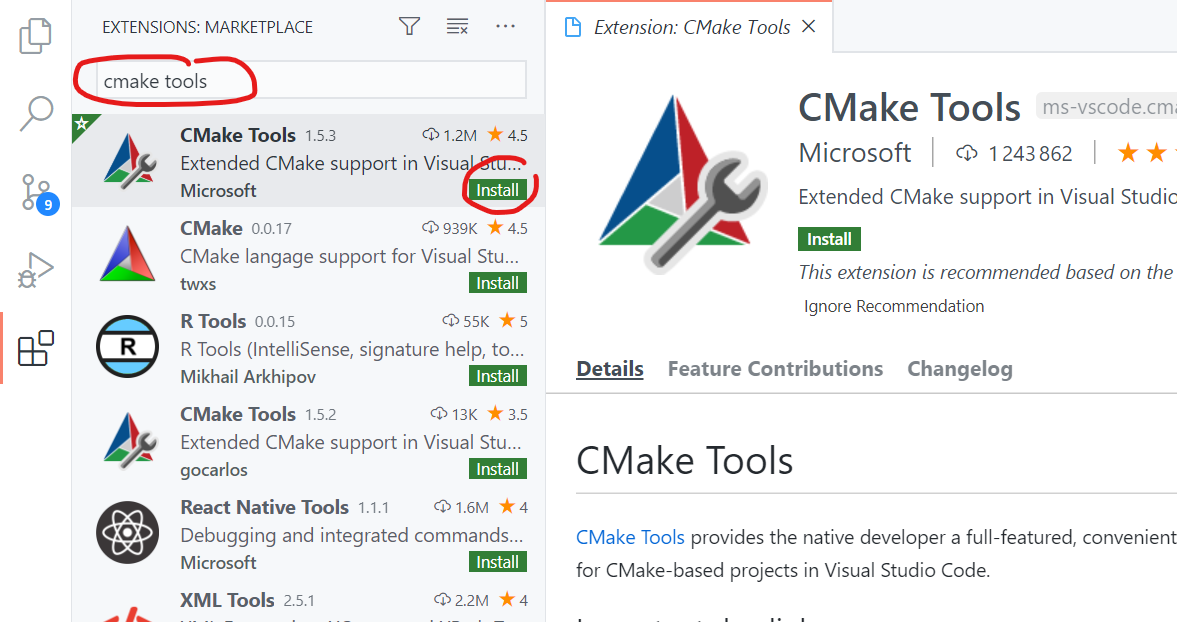 EXTENSIONS: MARKETPLACE
cmake tools
CMake Tools 1.5.3 1.2M 4.5
Extended CMake support in Visual Stu...
Microsoft Install
CMake 0.0.17 939K 4.5
CMake langage support for Visual Stu...
twxs Install
R Tools 0.0.15 55K 5
R
R Tools (IntelliSense, signature help, to...
Mikhail Arkhipov Install
CMake Tools 1.5.2 13K 3.5
Extended CMake support in Visual Stu...
gocarlos Install
React Native Tools 1.1.1 1.6M 4
Debugging and integrated commands...
Microsoft Install
XML Tools 2.5.1 2.2M 4
9
Extension: CMake Tools
CMake Tools ms-vscode.cma
Microsoft 1 243 862
Extended CMake support in Visual Studio
Install
This extension is recommended based on the
Ignore Recommendation
Details Feature Contributions Changelog
CMake Tools
CMake Tools provides the native developer a full-featured, convenient
for CMake-based projects in Visual Studio Code.